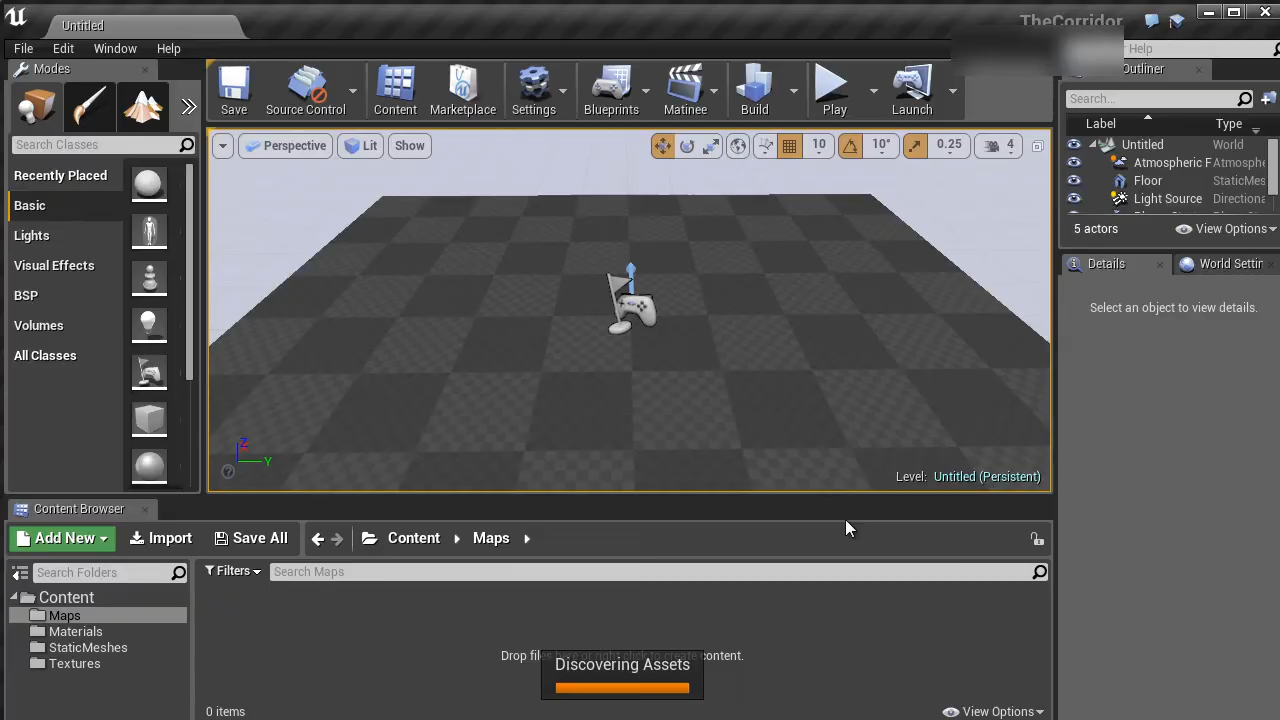 Untitled
TheCorridor
File Edit Window Help
Help
Modes
Search Classes
Recently Placed
Basic
Lights
Visual Effects
BSP
Volumes
All Classes
Save
Source Control
Content
Marketplace
Settings
Blueprints
Matinee
Build
Play
Launch
Perspective
Lit
Show
10
10°
0.25
4
Z
Y
Level: Untitled (Persistent)
Outliner
Search...
Label Type
Untitled World
Atmospheric F Atmosphe
Floor StaticMes
Light Source Directiona
5 actors View Options
Details
World Settin
Select an object to view details.
Content Browser
Add New Import Save All Content Maps
Search Folders
Filters Search Maps
Content
Maps
Materials
StaticMeshes
Textures
Drop files here or right click to create content.
Discovering Assets
0 items View Options